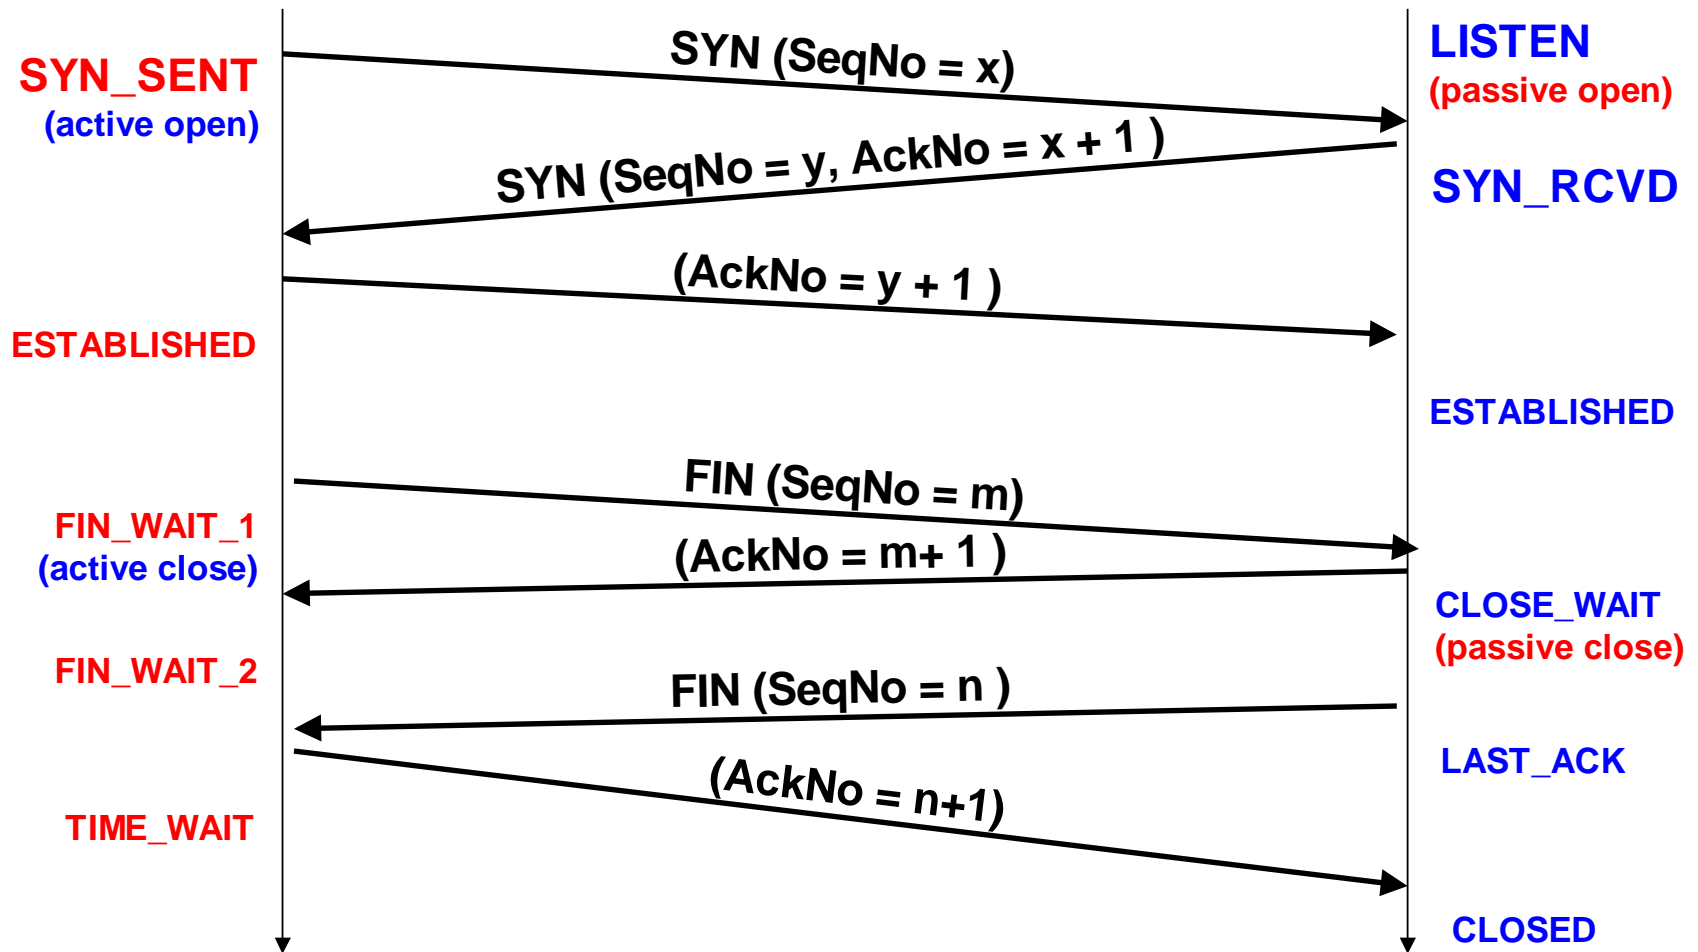 SYN (SeqNo = x)
LISTEN
SYN_SENT
(passive open)
(active open)
SYN (SeqNo = y, AckNo = x + 1 )
SYN_RCVD
(AckNo = y + 1 )
ESTABLISHED
ESTABLISHED
FIN (SeqNo = m)
FIN_WAIT_1
(AckNo = m+ 1 )
(active close)
CLOSE_WAIT
(passive close)
FIN_WAIT_2
FIN (SeqNo = n )
LAST_ACK
(AckNo = n+1)
TIME_WAIT
CLOSED